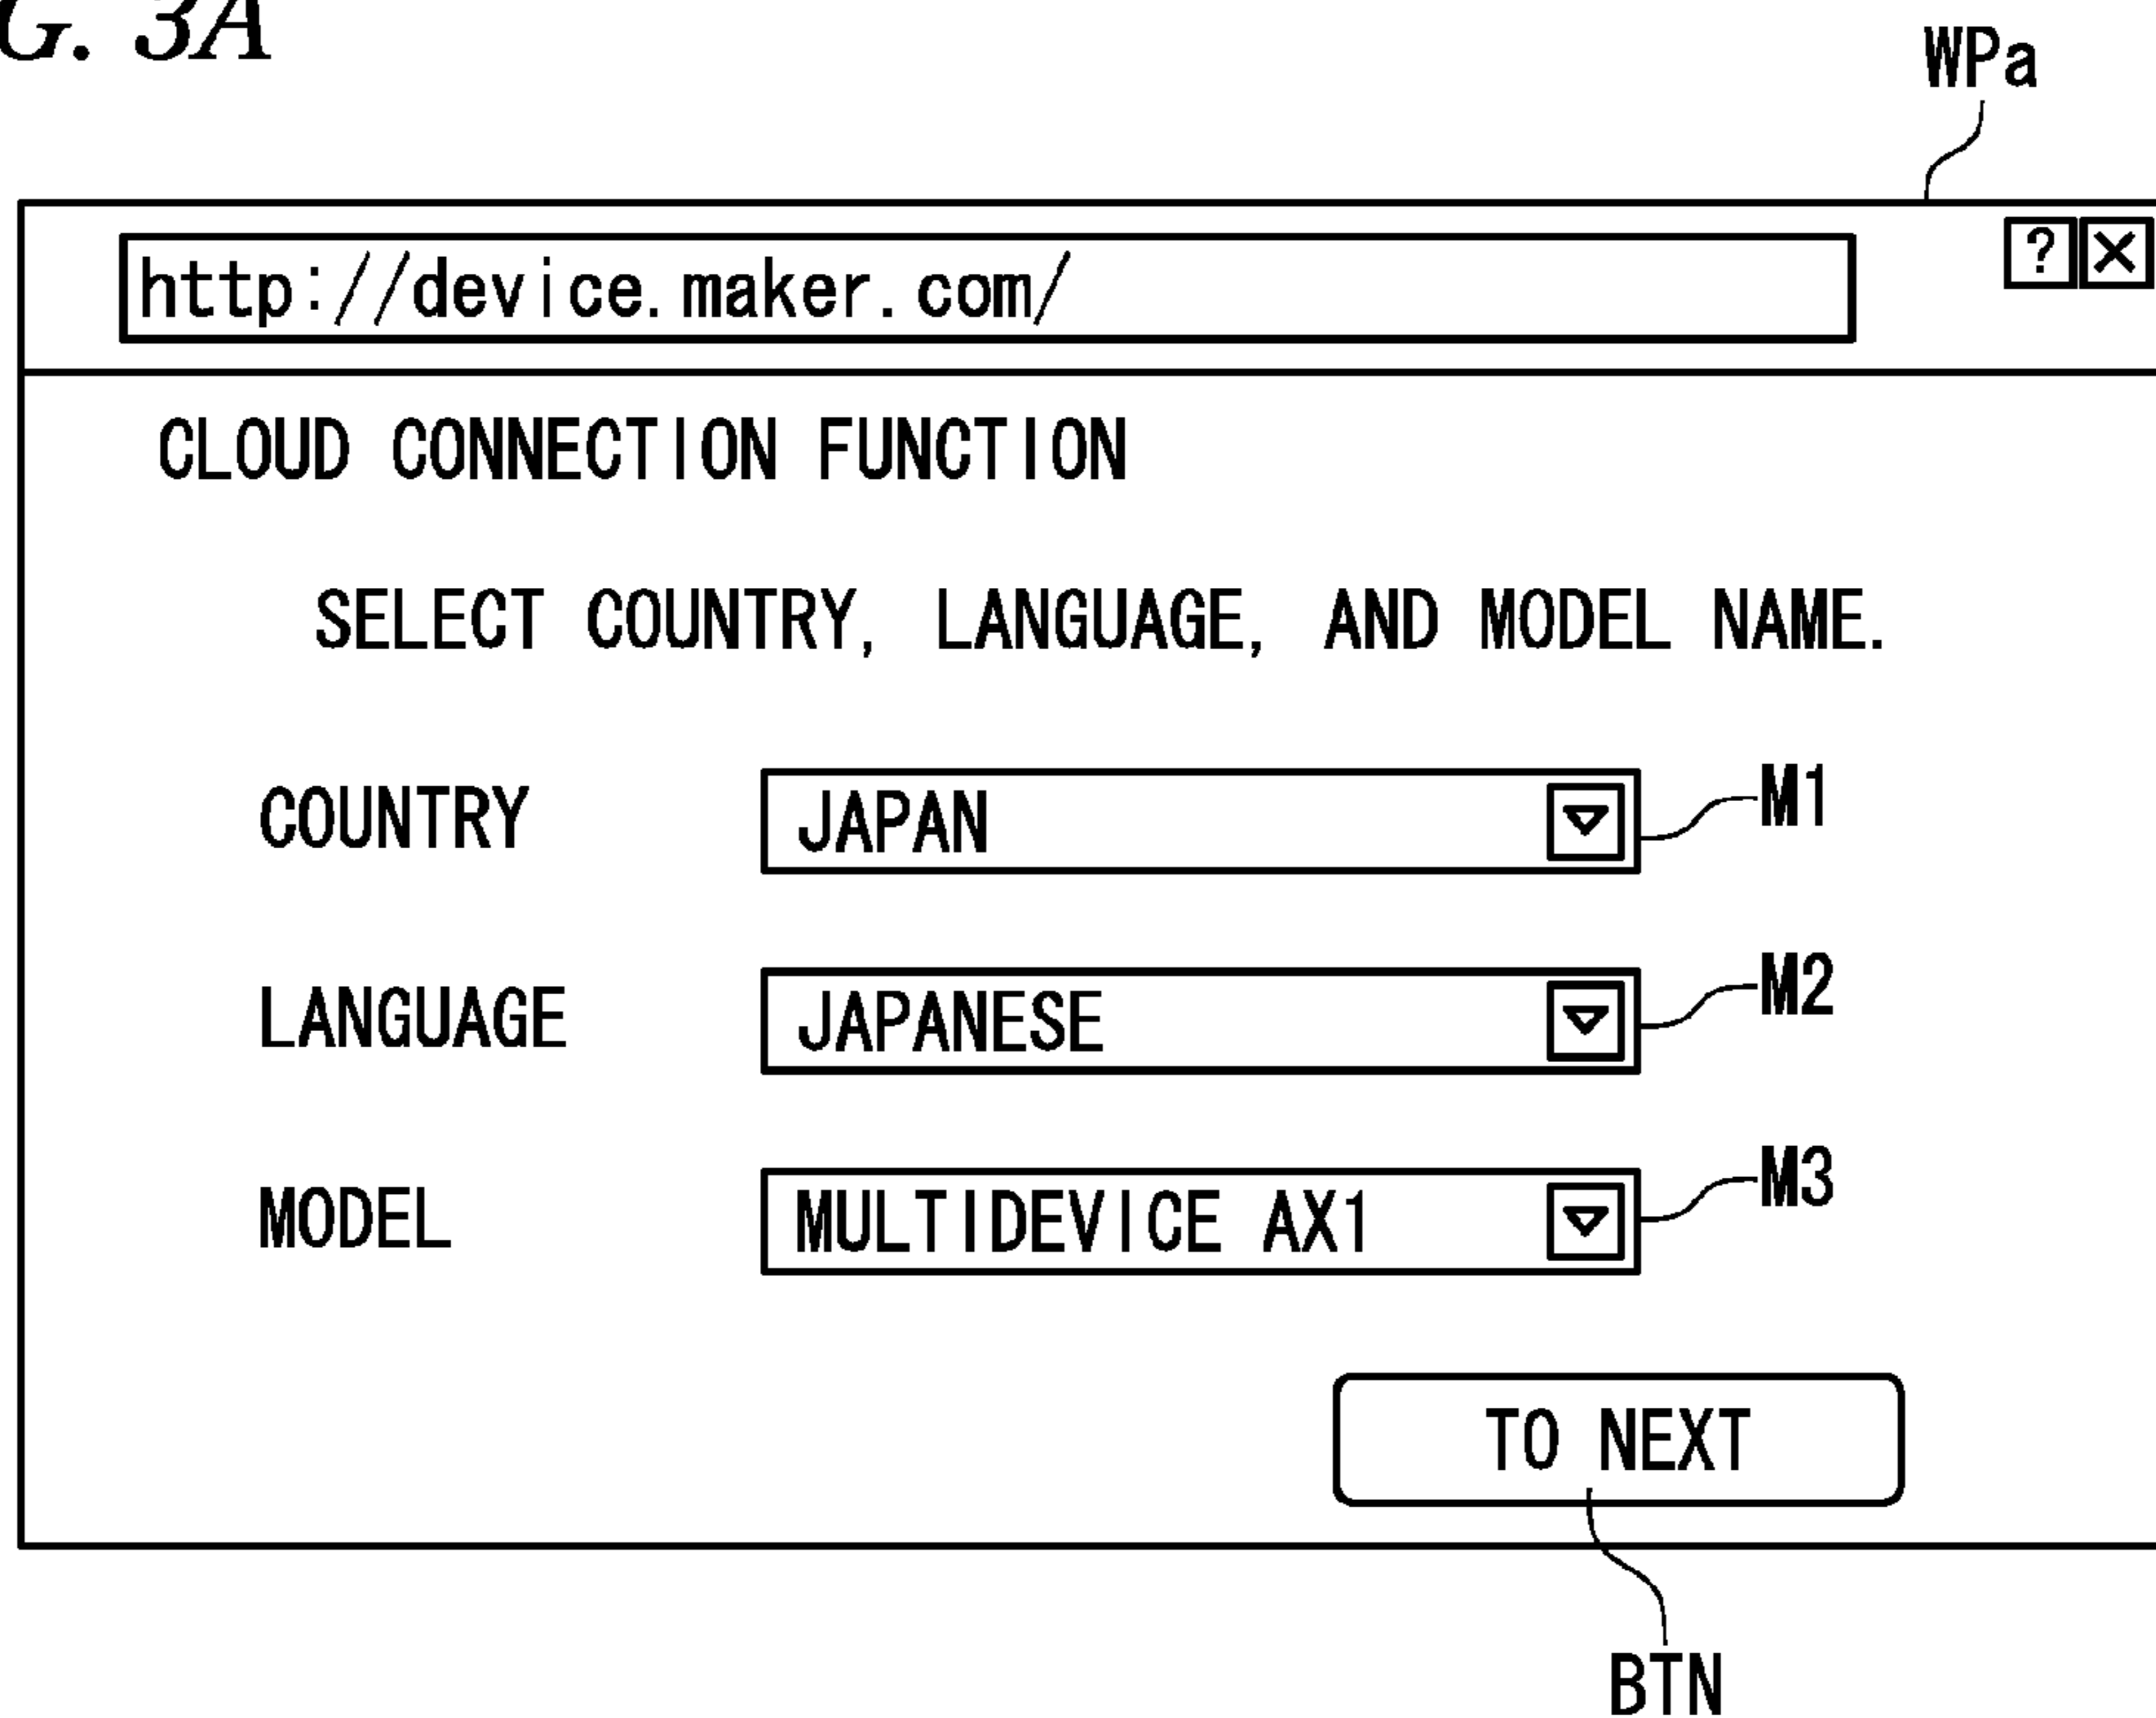 G. 3A
WPa
http://device.maker.com/
?
CLOUD CONNECTION FUNCTION
SELECT COUNTRY, LANGUAGE, AND MODEL NAME.
COUNTRY JAPAN M1
LANGUAGE JAPANESE M2
MODEL MULTIDEVICE AX1 M3
TO NEXT
BTN